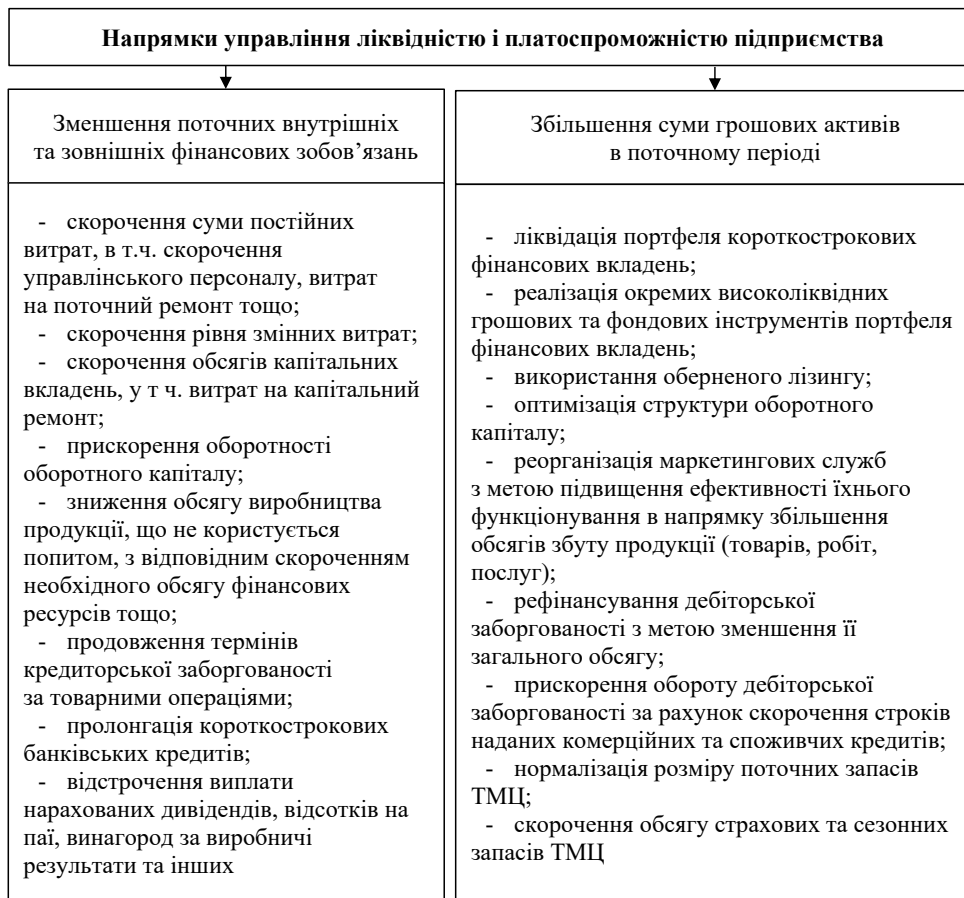 Напрямки управління ліквідністю і платоспроможністю підприємства
Зменшення поточних внутрішніх
та зовнішніх фінансових зобов’язань
- скорочення суми постійних
витрат, в т.ч. скорочення
управлінського персоналу, витрат
на поточний ремонт тощо;
- скорочення рівня змінних витрат;
- скорочення обсягів капітальних
вкладень, у т ч. витрат на капітальний
ремонт;
- прискорення оборотності
оборотного капіталу;
- зниження обсягу виробництва
продукції, що не користується
попитом, з відповідним скороченням
необхідного обсягу фінансових
ресурсів тощо;
- продовження термінів
кредиторської заборгованості
за товарними операціями;
- пролонгація короткострокових
банківських кредитів;
- відстрочення виплати
нарахованих дивідендів, відсотків на
паї, винагород за виробничі
результати та інших
Збільшення суми грошових активів
в поточному періоді
- ліквідація портфеля короткострокових
фінансових вкладень;
- реалізація окремих високоліквідних
грошових та фондових інструментів портфеля
фінансових вкладень;
- використання оберненого лізингу;
- оптимізація структури оборотного
капіталу;
- реорганізація маркетингових служб
з метою підвищення ефективності їхнього
функціонування в напрямку збільшення
обсягів збуту продукції (товарів, робіт,
послуг);
- рефінансування дебіторської
заборгованості з метою зменшення її
загального обсягу;
- прискорення обороту дебіторської
заборгованості за рахунок скорочення строків
наданих комерційних та споживчих кредитів;
- нормалізація розміру поточних запасів
ТМЦ;
- скорочення обсягу страхових та сезонних
запасів ТМЦ